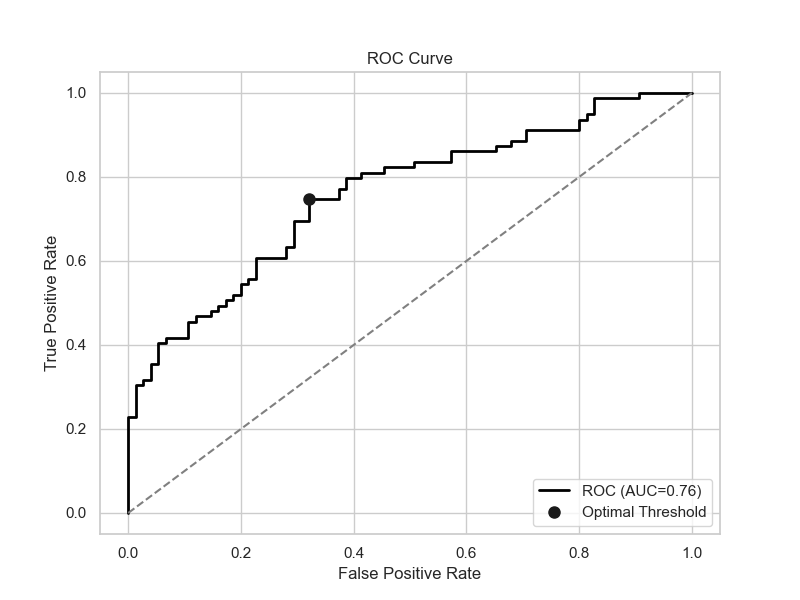 ROC Curve
True Positive Rate
1.0
0.8
0.6
0.4
0.2
0.0
ROC (AUC=0.76)
Optimal Threshold
0.0 0.2 0.4 0.6 0.8 1.0
False Positive Rate